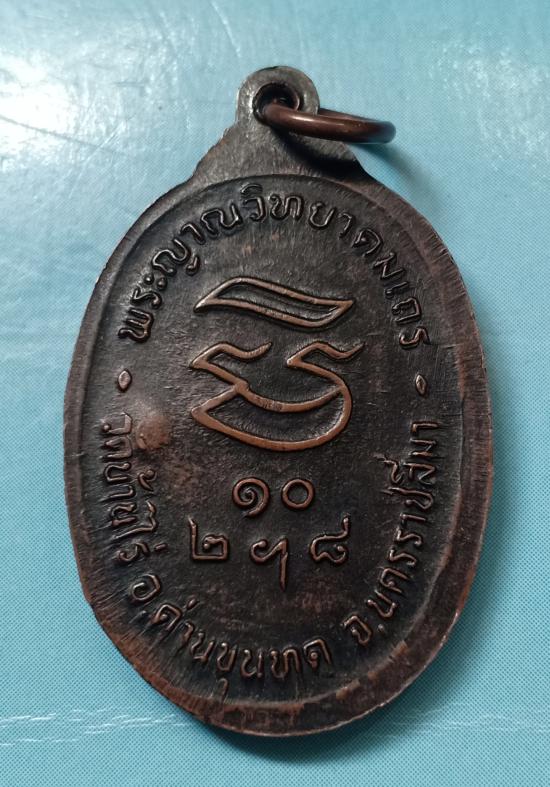 พระญาณวิทยาคมเถร
๑๐
๒ ๗ ๘
วัดบ้านไร่ อ.ด่านขุนทด จ.นครราชสีมา